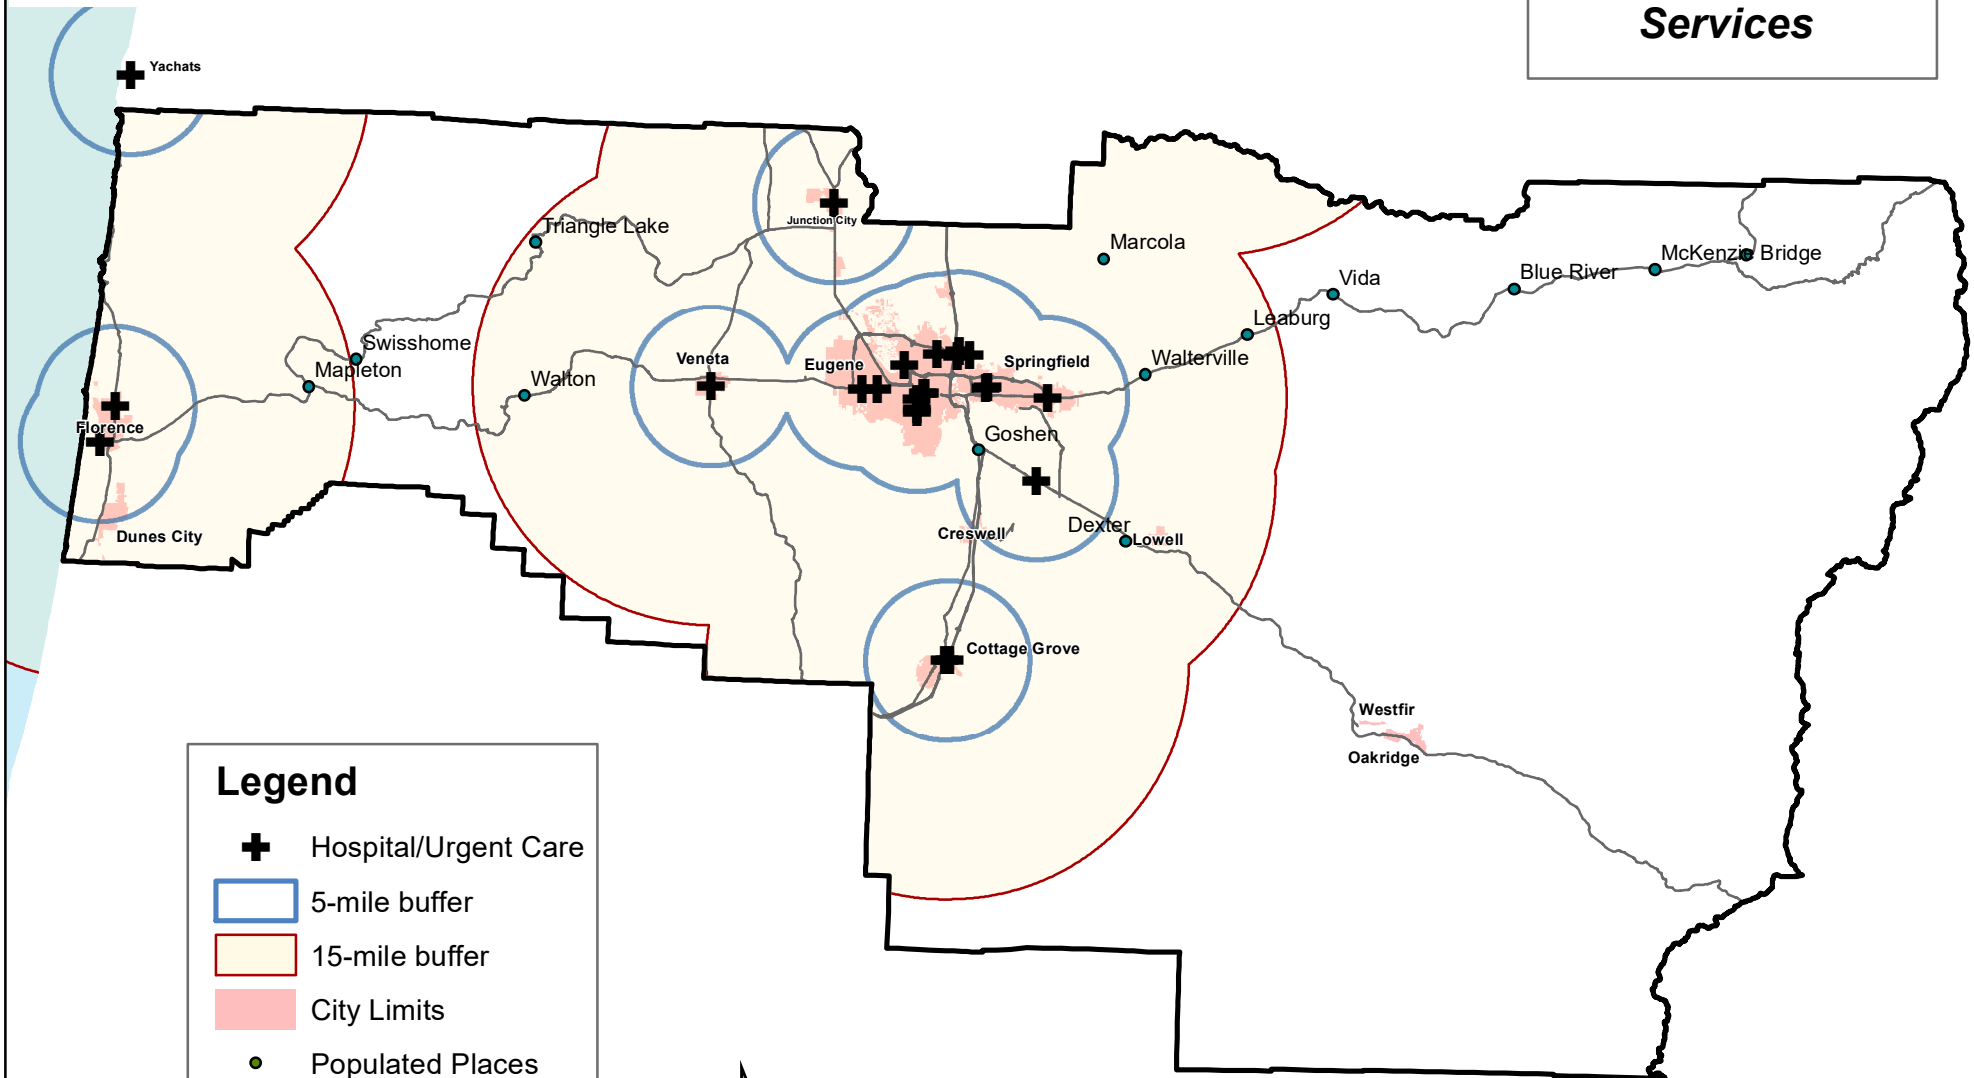 Services
Yachats
Junction City
Triangle Lake
Marcola
McKenzie Bridge
Blue River
Vida
Leaburg
Swisshome
Mapleton
Walton
Veneta
Eugene
Springfield
Walterville
Florence
Goshen
Dunes City
Creswell
Dexter
Lowell
Cottage Grove
Westfir
Oakridge
Legend
Hospital/Urgent Care
5-mile buffer
15-mile buffer
City Limits
Populated Places